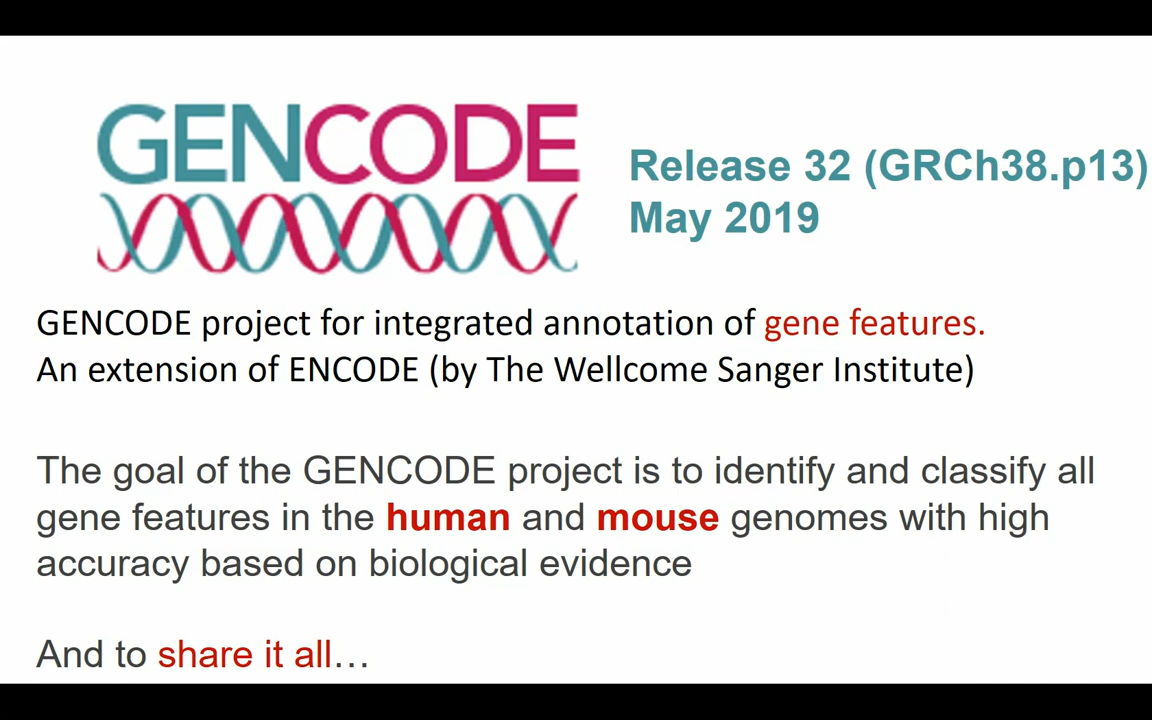 GENCODE
Release 32 (GRCh38.p13)
May 2019
GENCODE project for integrated annotation of gene features.
An extension of ENCODE (by The Wellcome Sanger Institute)
The goal of the GENCODE project is to identify and classify all
gene features in the human and mouse genomes with high
accuracy based on biological evidence
And to share it all…